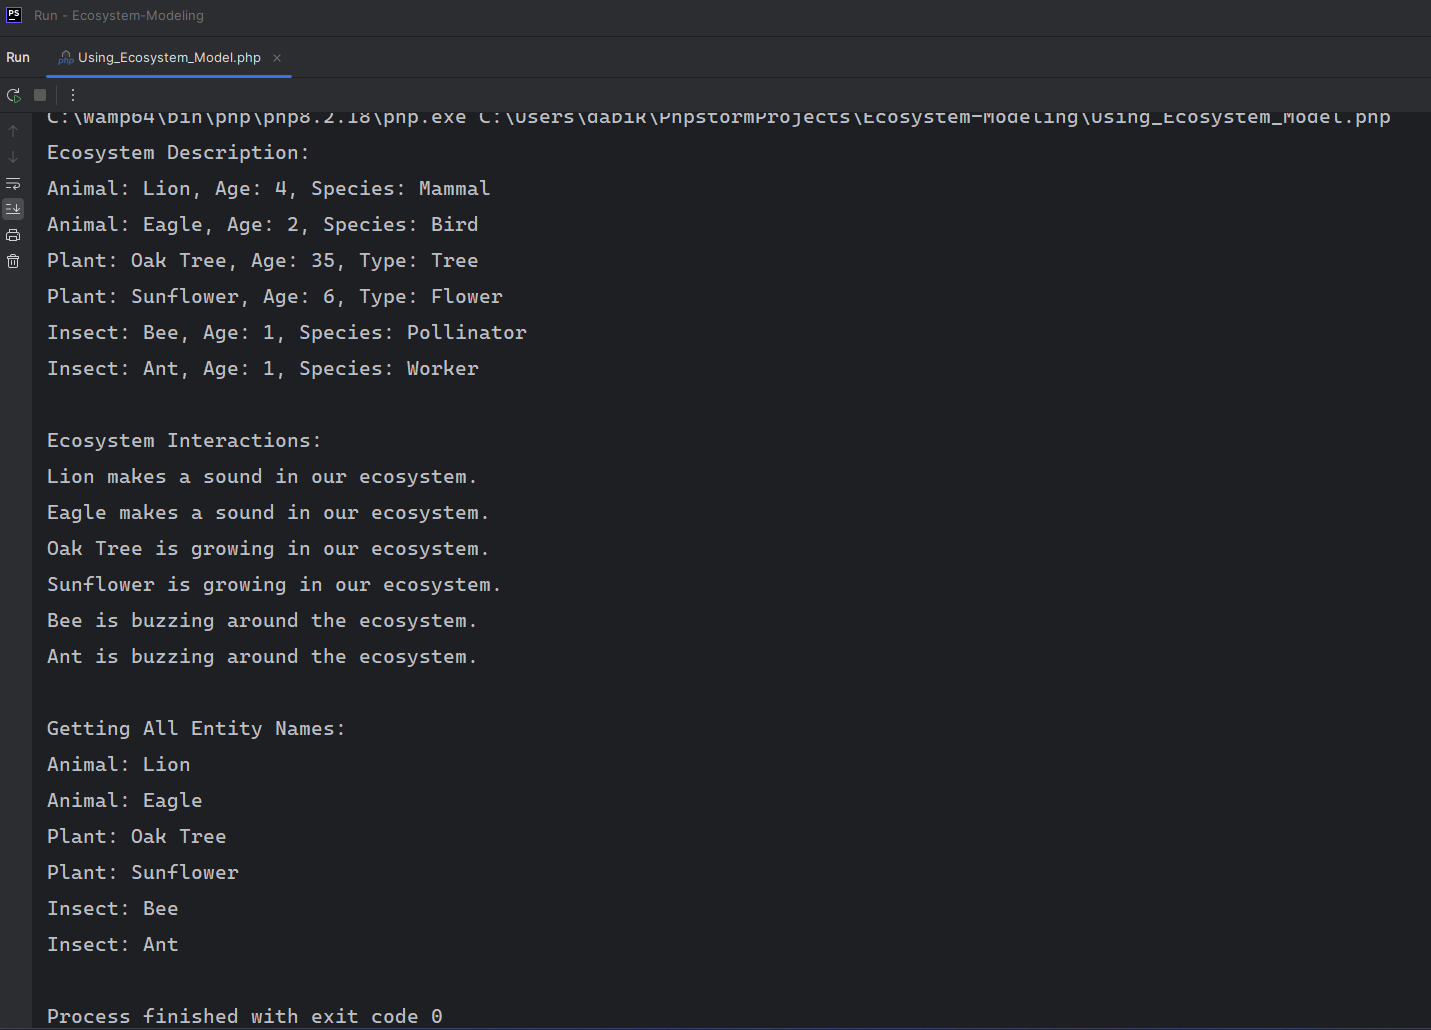 PS Run - Ecosystem-Modeling
Run php Using_Ecosystem_Model.php
C:\wamp64\bin\php\php8.2.18\php.exe C:\Users\dabik\PhpstormProjects\Ecosystem-Modeling\Using_Ecosystem_Model.php
Ecosystem Description:
Animal: Lion, Age: 4, Species: Mammal
Animal: Eagle, Age: 2, Species: Bird
Plant: Oak Tree, Age: 35, Type: Tree
Plant: Sunflower, Age: 6, Type: Flower
Insect: Bee, Age: 1, Species: Pollinator
Insect: Ant, Age: 1, Species: Worker
Ecosystem Interactions:
Lion makes a sound in our ecosystem.
Eagle makes a sound in our ecosystem.
Oak Tree is growing in our ecosystem.
Sunflower is growing in our ecosystem.
Bee is buzzing around the ecosystem.
Ant is buzzing around the ecosystem.
Getting All Entity Names:
Animal: Lion
Animal: Eagle
Plant: Oak Tree
Plant: Sunflower
Insect: Bee
Insect: Ant
Process finished with exit code 0